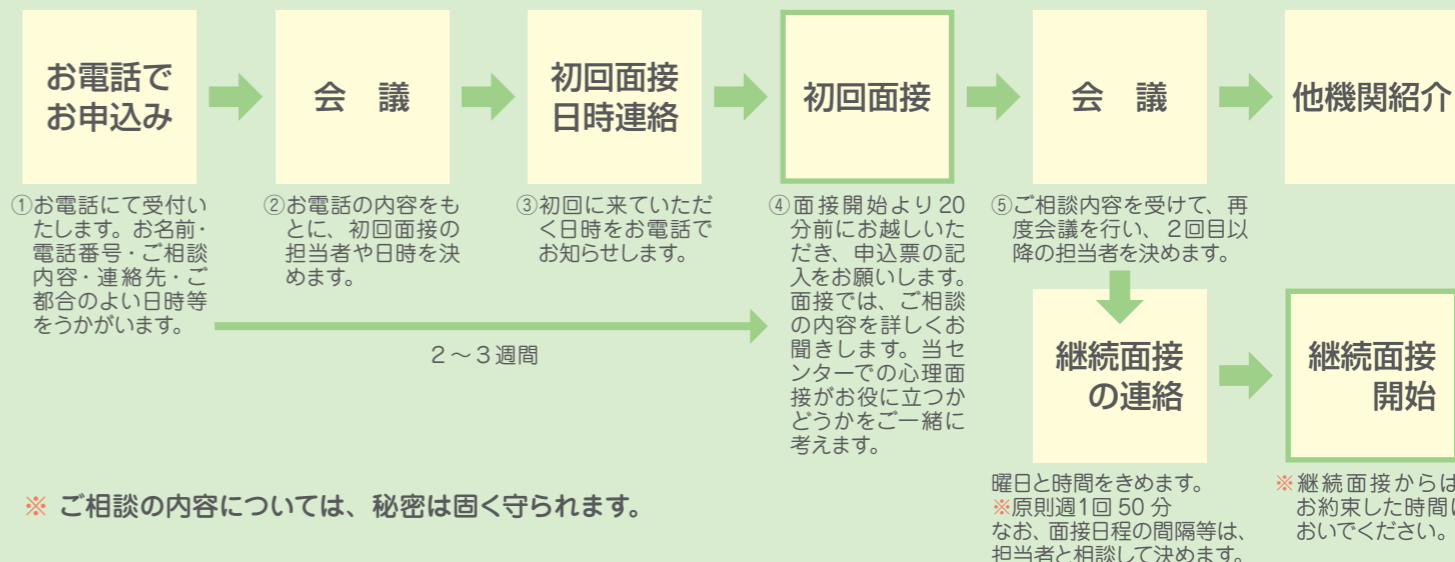 お電話で
お申込み
会　議
初回面接
日時連絡
初回面接
会　議
他機関紹介
①お電話にて受付い
たします。お名前・
電話番号・ご相談
内容・連絡先・ご
都合のよい日時等
をうかがいます。
②お電話の内容をも
とに、初回面接の
担当者や日時を決
めます。
③初回に来ていただ
く日時をお電話で
お知らせします。
④面接開始より20
分前にお越しいた
だき、申込票の記
入をお願いします。
面接では、ご相談
の内容を詳しくお
聞きします。当セ
ンターでの心理面
接がお役に立つか
どうかをご一緒に
考えます。
⑤ご相談内容を受けて、再
度会議を行い、2回目以
降の担当者を決めます。
2～3週間
継続面接
の連絡
継続面接
開始
曜日と時間をきめます。
※原則週1回 50 分
なお、面接日程の間隔等は、
担当者と相談して決めます。
※継続面接からは
お約束した時間に
おいでください。
※ ご相談の内容については、秘密は固く守られます。